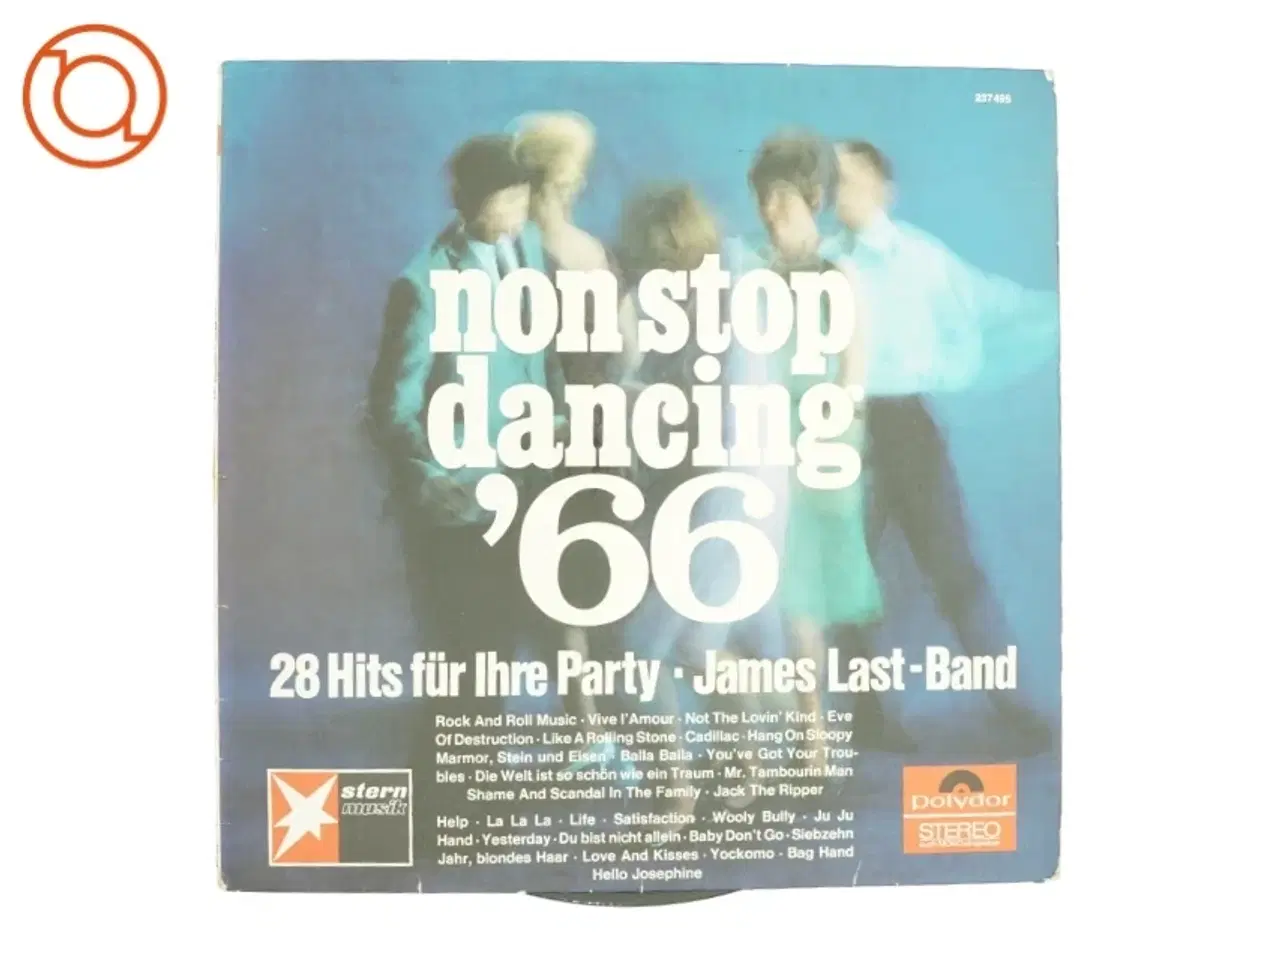 237495
non stop
dancing
'66
28 Hits für Ihre Party · James Last-Band
Rock And Roll Music · Vive l'Amour · Not The Lovin' Kind · Eve
Of Destruction · Like A Rolling Stone · Cadillac · Hang On Sloopy
Marmor, Stein und Eisen · Balla Balla · You've Got Your Trou-
bles · Die Welt ist so schön wie ein Traum · Mr. Tambourin Man
Shame And Scandal In The Family · Jack The Ripper
Help · La La La · Life · Satisfaction · Wooly Bully · Ju Ju
Hand · Yesterday · Du bist nicht allein · Baby Don't Go · Siebzehn
Jahr, blondes Haar · Love And Kisses · Yockomo · Bag Hand
Hello Josephine
stern
musik
polydor
STEREO